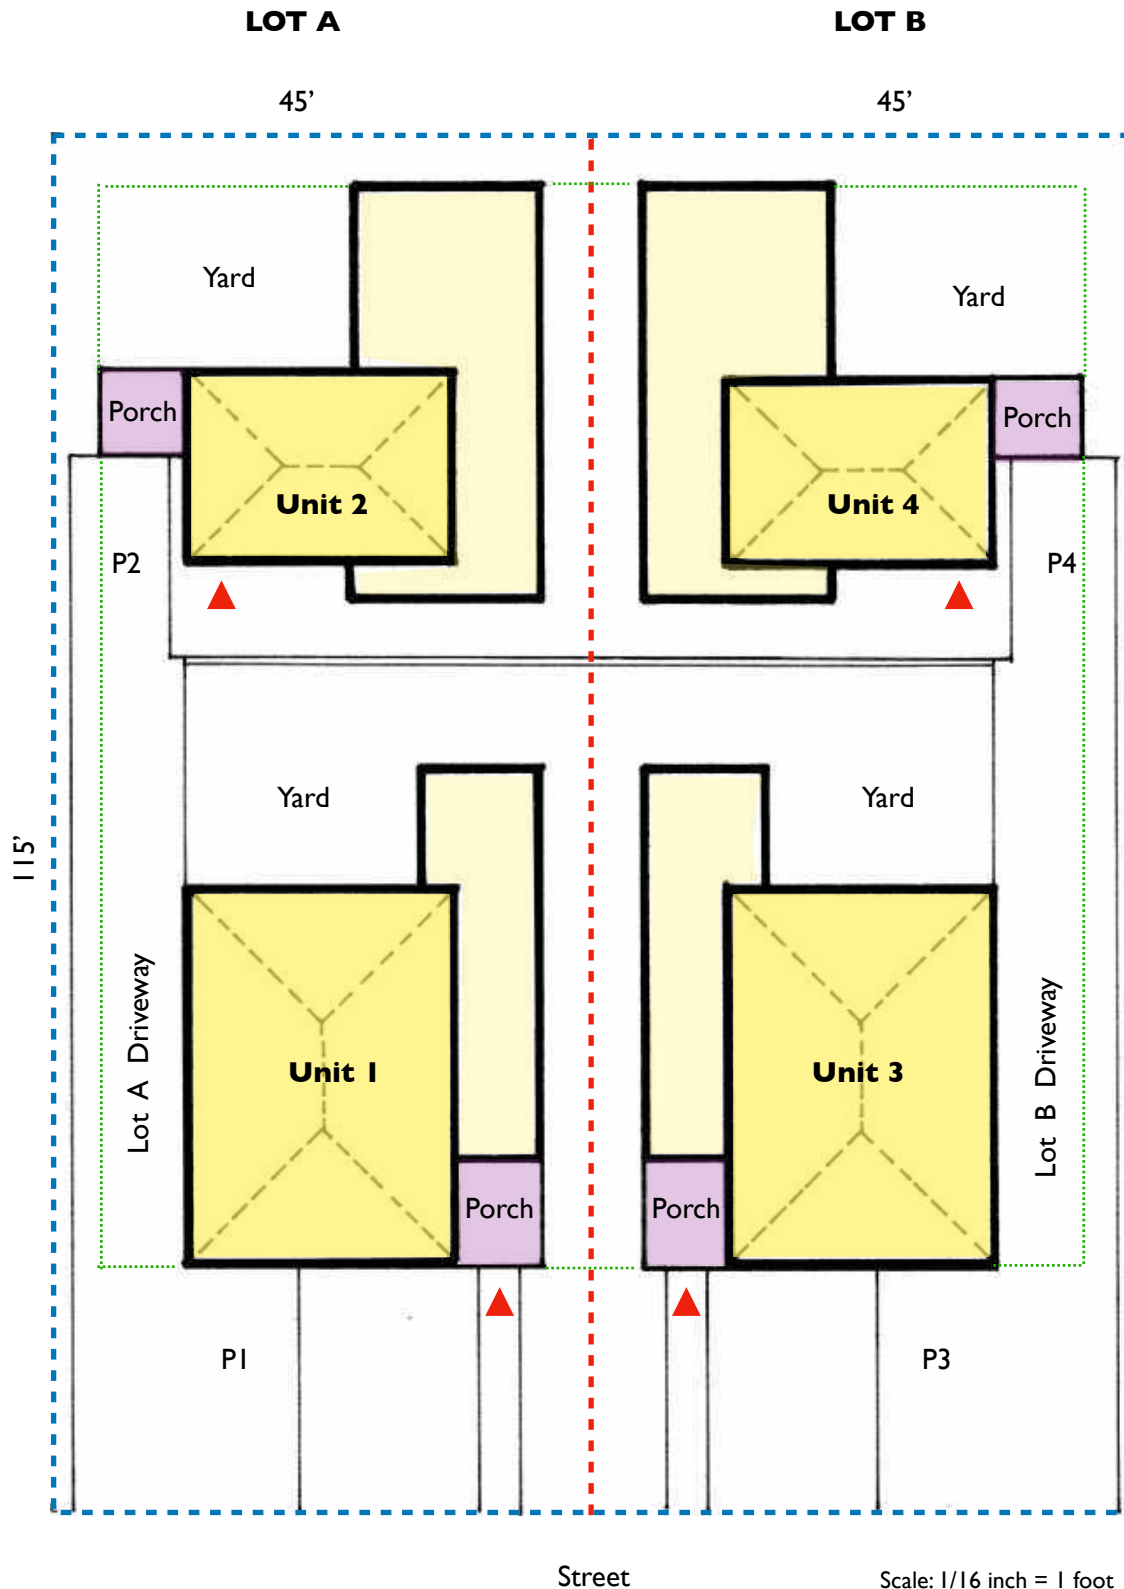 LOT A
LOT B
45’
45’
Yard
Yard
Porch
Porch
Unit 2
Unit 4
P2
P4
Yard
Yard
115’
Lot A Driveway
Lot B Driveway
Unit 1
Unit 3
Porch
Porch
P1
P3
Street
Scale: 1/16 inch = 1 foot